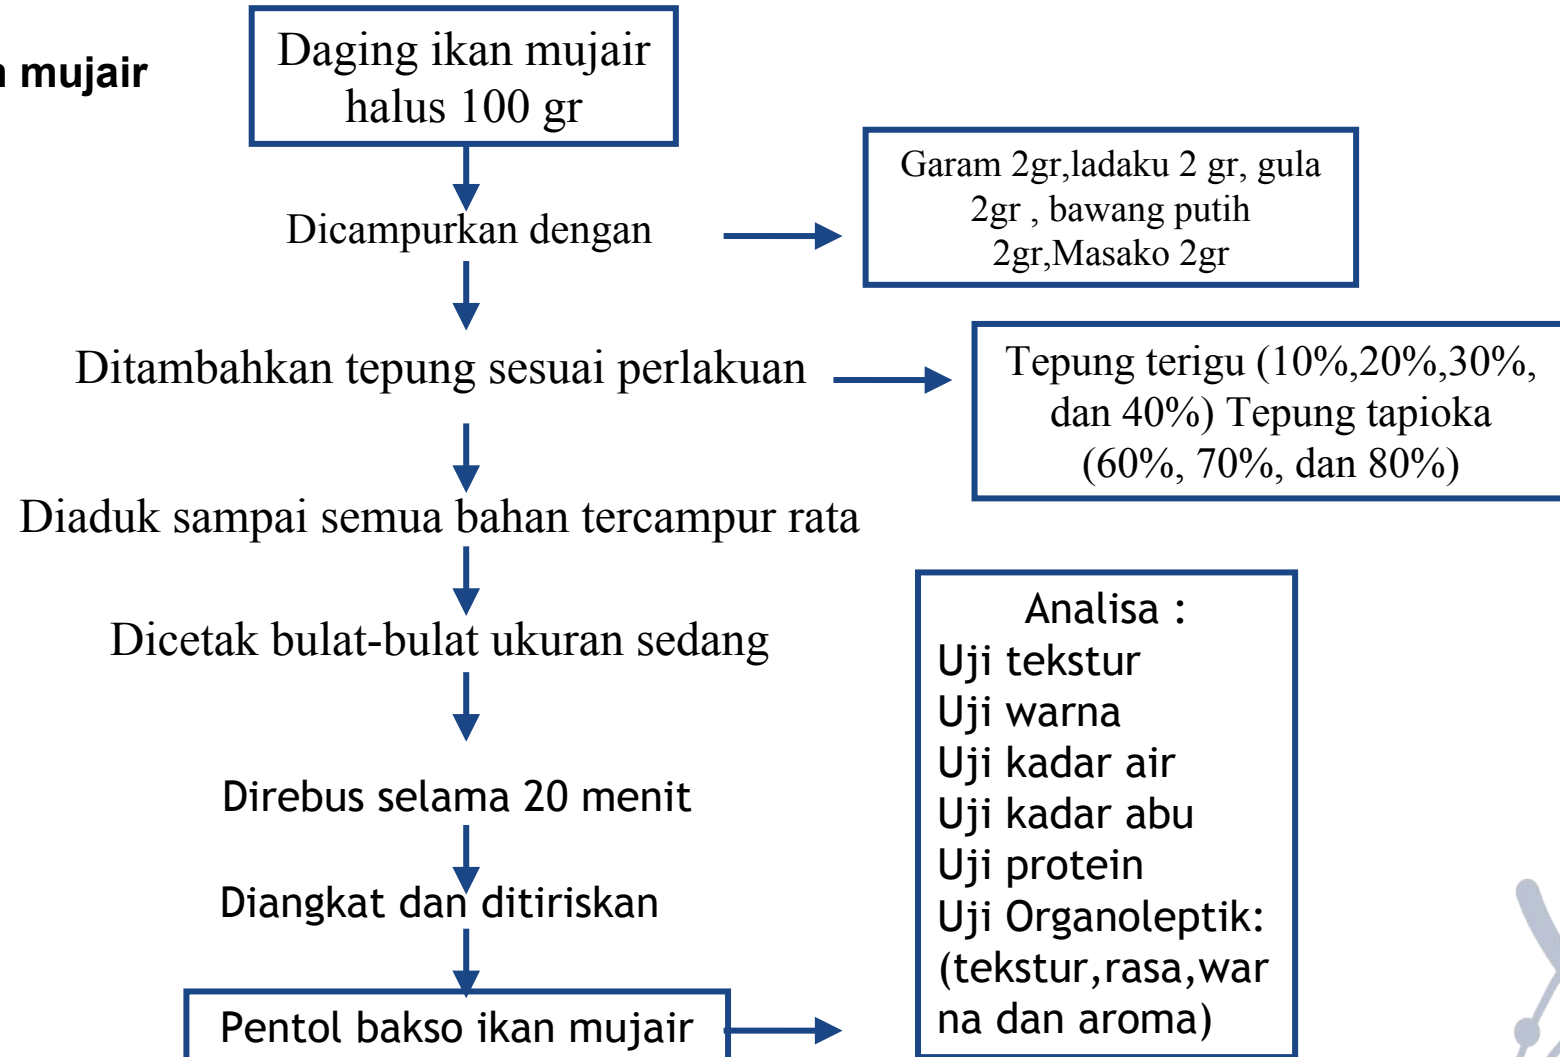 n mujair
Daging ikan mujair
halus 100 gr
Dicampurkan dengan
Garam 2gr,ladaku 2 gr, gula
2gr , bawang putih
2gr,Masako 2gr
Ditambahkan tepung sesuai perlakuan
Tepung terigu (10%,20%,30%,
dan 40%) Tepung tapioka
(60%, 70%, dan 80%)
Diaduk sampai semua bahan tercampur rata
Dicetak bulat-bulat ukuran sedang
Direbus selama 20 menit
Diangkat dan ditiriskan
Pentol bakso ikan mujair
Analisa :
Uji tekstur
Uji warna
Uji kadar air
Uji kadar abu
Uji protein
Uji Organoleptik:
(tekstur,rasa,war
na dan aroma)